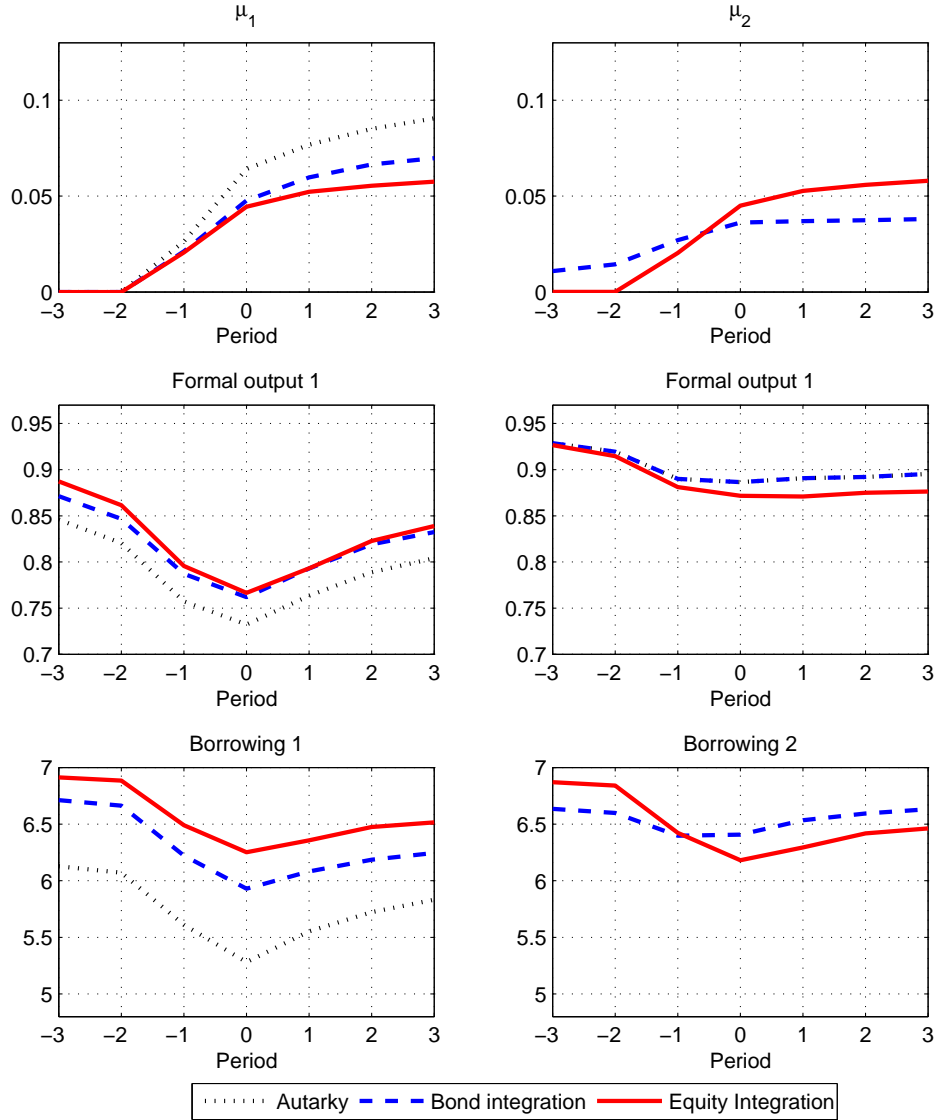 μ1
0.1
0.05
0
−3 −2 −1 0 1 2 3
Period
μ2
0.1
0.05
0
−3 −2 −1 0 1 2 3
Period
Formal output 1
0.95
0.9
0.85
0.8
0.75
0.7
−3 −2 −1 0 1 2 3
Period
Formal output 1
0.95
0.9
0.85
0.8
0.75
0.7
−3 −2 −1 0 1 2 3
Period
Borrowing 1
7
6.5
6
5.5
5
−3 −2 −1 0 1 2 3
Period
Borrowing 2
7
6.5
6
5.5
5
−3 −2 −1 0 1 2 3
Period
Autarky Bond integration Equity Integration